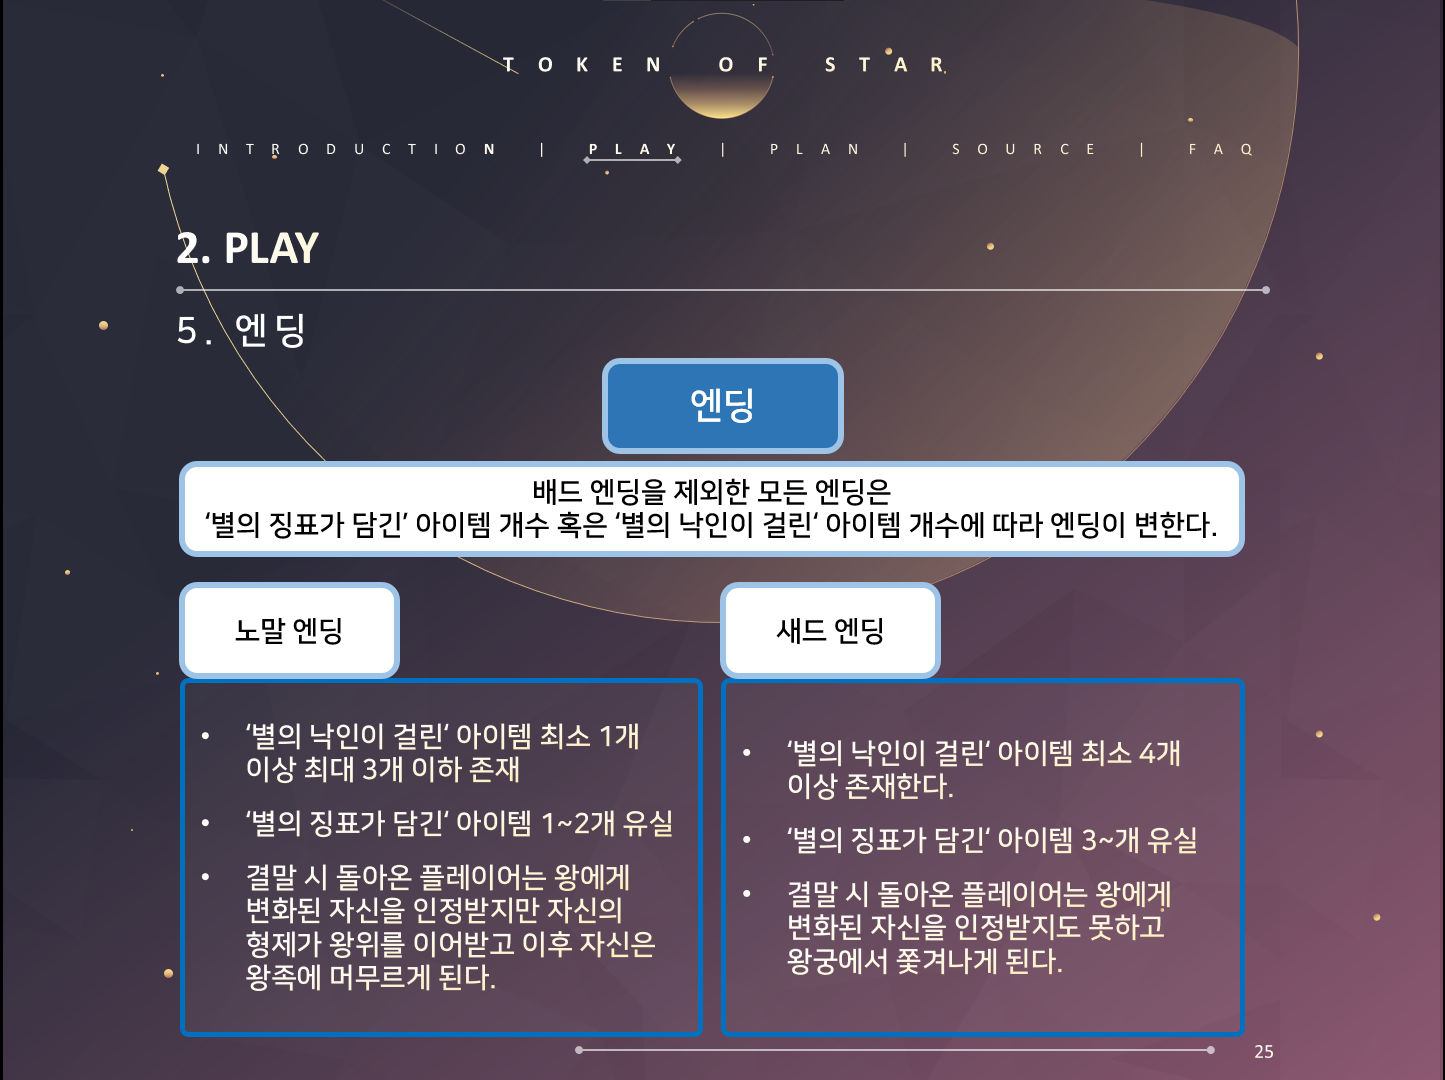 TOKEN OF STAR
INTRODUCTION | PLAY | PLAN | SOURCE | FAQ
2. PLAY
5. 엔딩
엔딩
배드 엔딩을 제외한 모든 엔딩은
‘별의 징표가 담긴’ 아이템 개수 혹은 ‘별의 낙인이 걸린‘ 아이템 개수에 따라 엔딩이 변한다.
노말 엔딩
• ‘별의 낙인이 걸린‘ 아이템 최소 1개
이상 최대 3개 이하 존재
• ‘별의 징표가 담긴‘ 아이템 1~2개 유실
• 결말 시 돌아온 플레이어는 왕에게
변화된 자신을 인정받지만 자신의
형제가 왕위를 이어받고 이후 자신은
왕족에 머무르게 된다.
새드 엔딩
• ‘별의 낙인이 걸린‘ 아이템 최소 4개
이상 존재한다.
• ‘별의 징표가 담긴‘ 아이템 3~개 유실
• 결말 시 돌아온 플레이어는 왕에게
변화된 자신을 인정받지도 못하고
왕궁에서 쫓겨나게 된다.
25